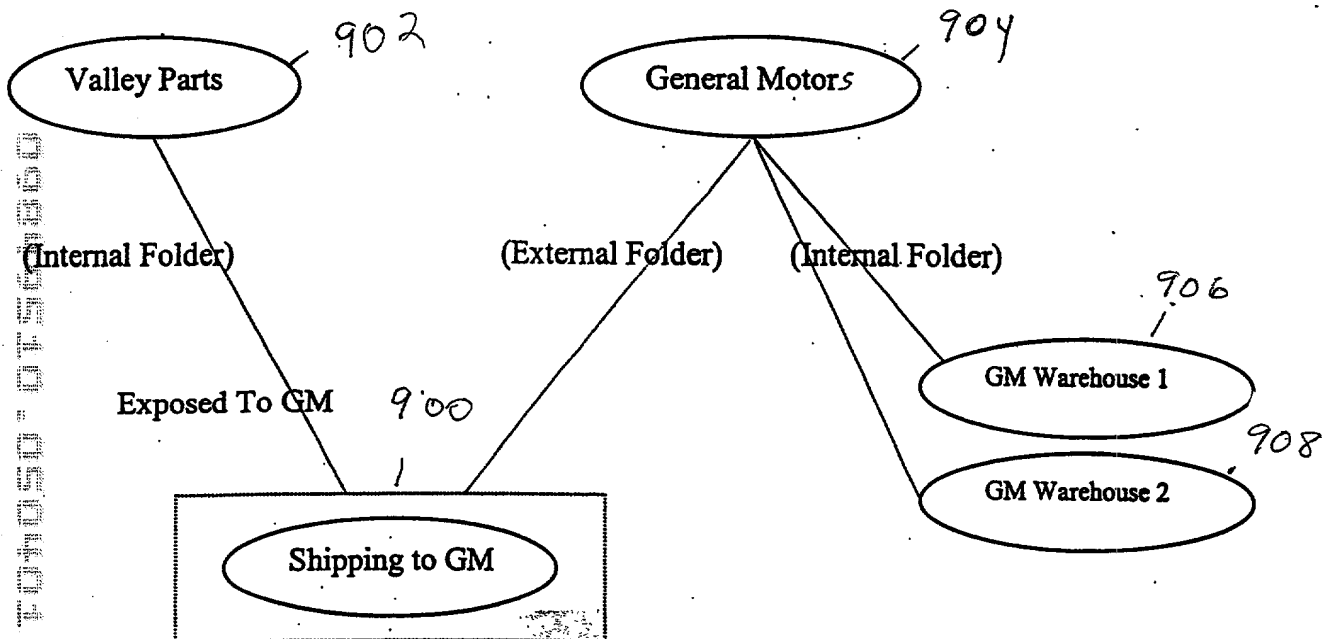 902
904
Valley Parts
General Motors
(Internal Folder)
(External Folder)
(Internal Folder)
906
GM Warehouse 1
Exposed To GM
900
908
GM Warehouse 2
Shipping to GM